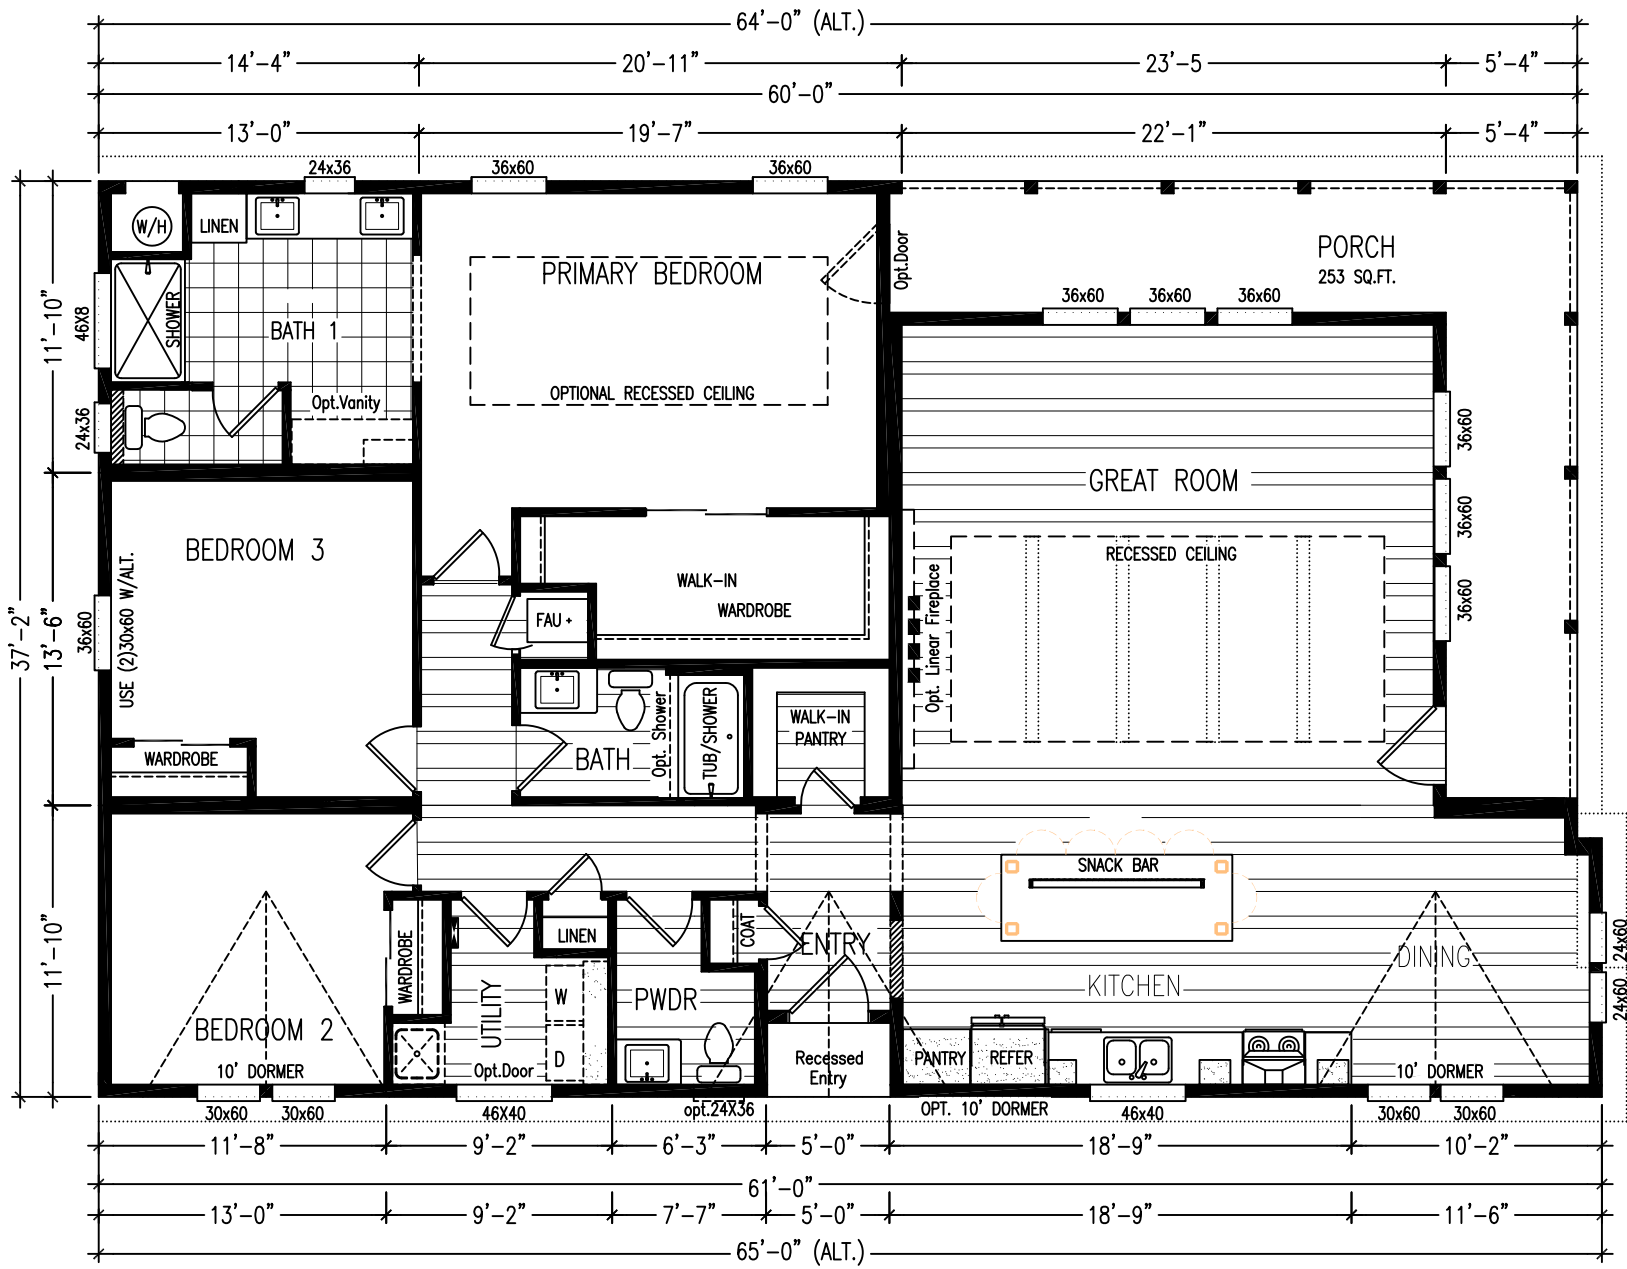 64'-0" (ALT.)
14'-4" 20'-11" 23'-5 5'-4"
60'-0"
13'-0" 19'-7" 22'-1" 5'-4"
24x36 36x60 36x60
W/H LINEN
PRIMARY BEDROOM
Opt.Door
PORCH
253 SQ.FT.
36x60 36x60 36x60
46X8
SHOWER
BATH 1
11'-10"
OPTIONAL RECESSED CEILING
Opt.Vanity
24x36
36x60
GREAT ROOM
36x60
BEDROOM 3
RECESSED CEILING
USE (2)30x60 W/ALT.
WALK-IN
WARDROBE
FAU +
36x60
36x60
37'-2"
13'-6"
Opt. Linear Fireplace
WALK-IN
PANTRY
WARDROBE
BATH
Opt. Shower
TUB/SHOWER
SNACK BAR
11'-10"
WARDROBE
LINEN
COAT
ENTRY
24x60
DINING
KITCHEN
24x60
BEDROOM 2
UTILITY
W
D
PWDR
10' DORMER
Opt.Door
Recessed
Entry
PANTRY REFER
10' DORMER
30x60 30x60 46X40 opt.24X36 OPT. 10' DORMER 46x40 30x60 30x60
11'-8" 9'-2" 6'-3" 5'-0" 18'-9" 10'-2"
61'-0"
13'-0" 9'-2" 7'-7" 5'-0" 18'-9" 11'-6"
65'-0" (ALT.)